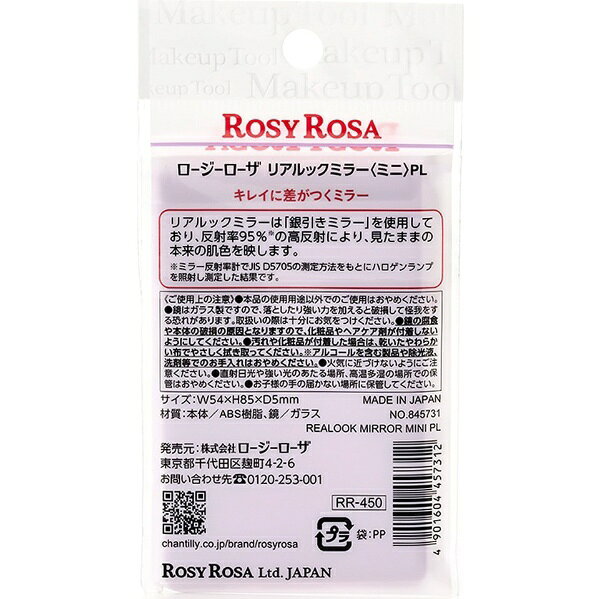 Makeup T
Makeup Tool
Makeup Tool
Makeup Tool
ROSY ROSA
ロージーローザ リアルックミラー〈ミニ〉PL
キレイに差がつくミラー
リアルックミラーは「銀引きミラー」を使用して
おり、反射率95%※の高反射により、見たままの
本来の肌色を映します。
※ミラー反射率計でJIS D5705の測定方法をもとにハロゲンランプ
を照射し測定した結果です。
〈ご使用上の注意〉●本品の使用用途以外でのご使用はおやめください。
●鏡はガラス製ですので、落としたり強い力を加えると破損して怪我をす
る恐れがあります。取扱いの際は十分にお気をつけください。●鏡の腐食
や本体の破損の原因となりますので、化粧品やヘアケア剤が付着しない
ようにしてください。●汚れや化粧品が付着した場合は、乾いたやわらか
い布でやさしく拭き取ってください。※アルコールを含む製品や除光液、
洗剤等でのお手入れはおやめください。●火気に近づけないようにご注
意ください。●直射日光や強い光のあたる場所、高温多湿の場所での保
管はおやめください。●お子様の手の届かない場所に保管してください。
サイズ:W54×H85×D5mm MADE IN JAPAN
材質:本体/ABS樹脂、鏡/ガラス NO.845731
REALOOK MIRROR MINI PL
発売元:株式会社ロージーローザ
東京都千代田区麹町4-2-6
お問い合わせ先☎0120-253-001
RR-450
プラ 袋:PP
4 901604 457312
chantilly.co.jp/brand/rosyrosa
ROSY ROSA Ltd. JAPAN